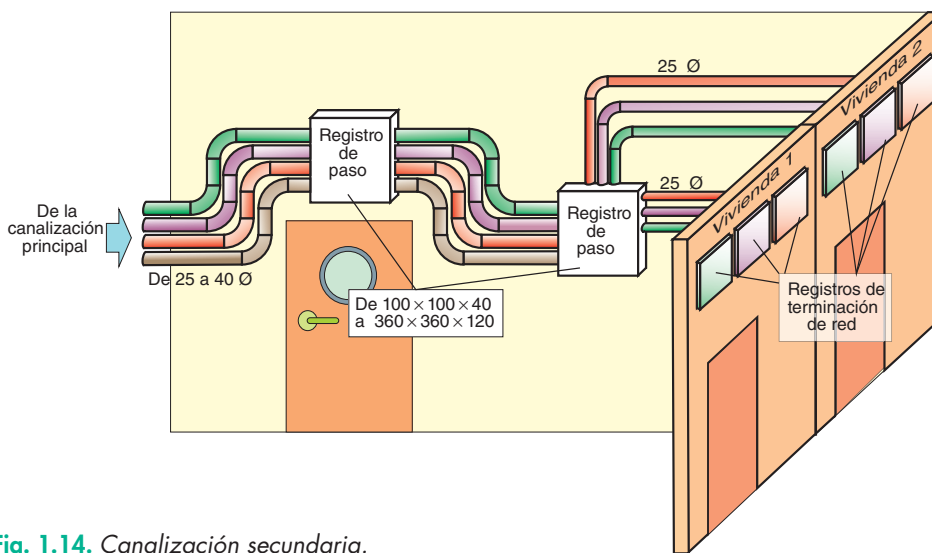 25 Ø
Vivienda 2
Registro
de
paso
25 Ø
Vivienda 1
De la
canalización
principal
Registro
de
paso
De 25 a 40 Ø
De 100 × 100 × 40
a 360 × 360 × 120
Registros de
terminación
de red
Fig. 1.14. Canalización secundaria.